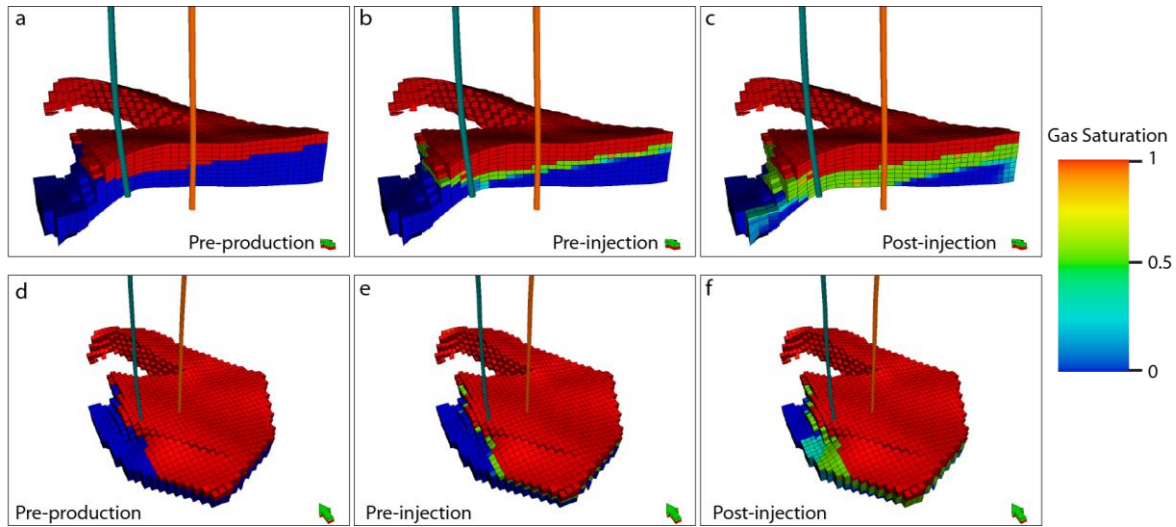 a
Pre-production
b
Pre-injection
c
Post-injection
Gas Saturation
1
0.5
0
d
Pre-production
e
Pre-injection
f
Post-injection